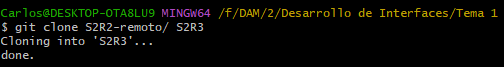 Carlos@DESKTOP-OTA8LU9 MINGW64 /f/DAM/2/Desarrollo de Interfaces/Tema 1
$ git clone S2R2-remoto/ S2R3
Cloning into 'S2R3'...
done.